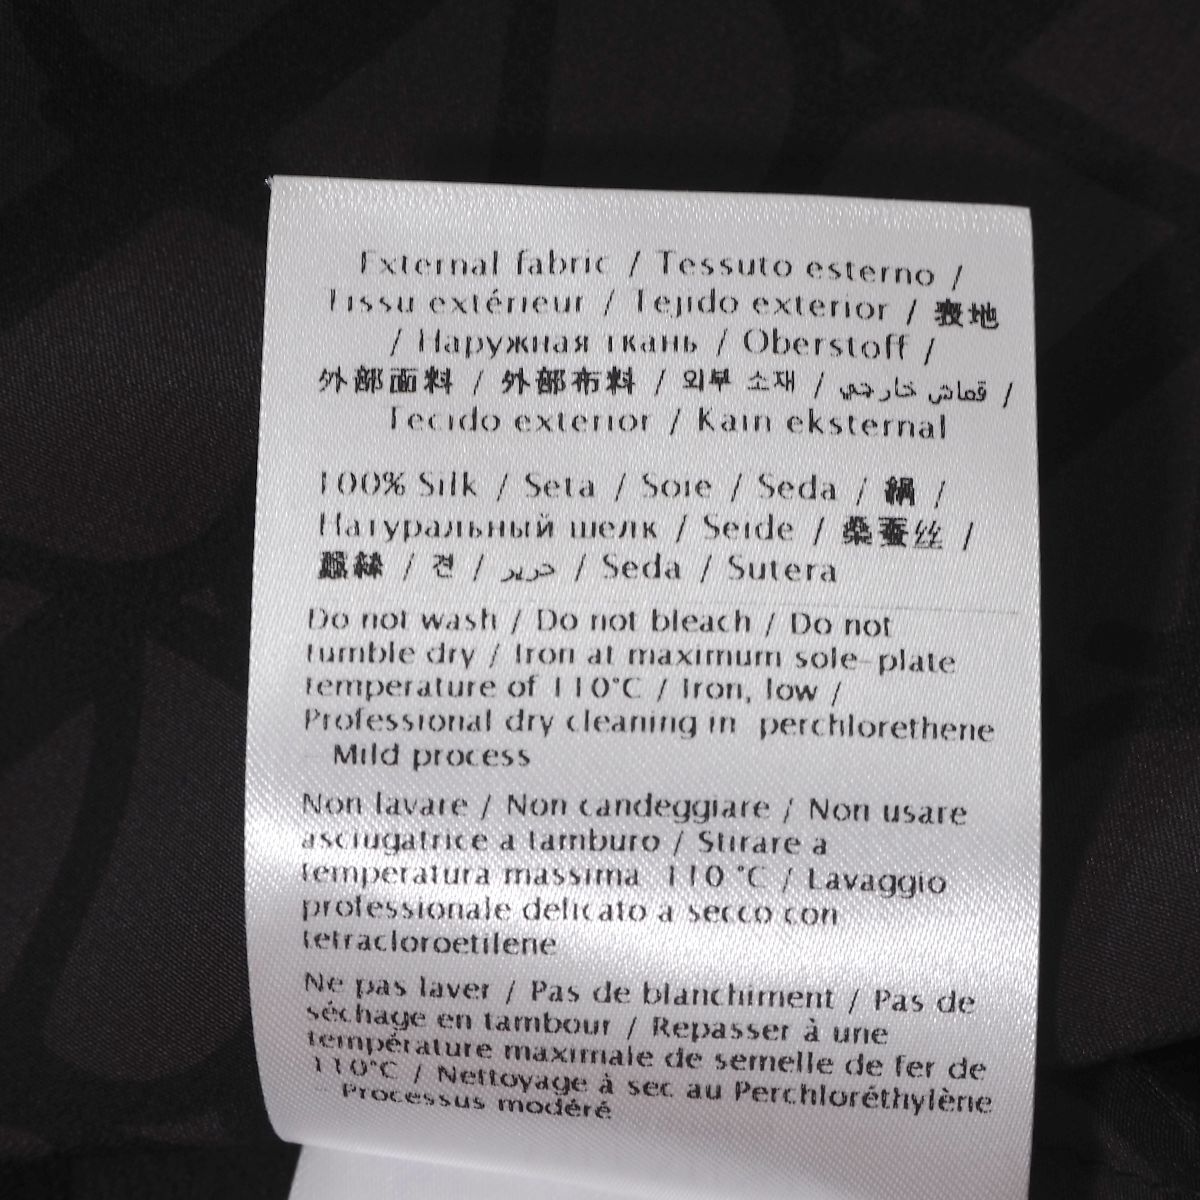 External fabric / Tessuto esterno /
Tissu extérieur / Tejido exterior / 表地
/ Наружная ткань / Oberstoff /
外部面料 / 外部布料 / 외부 소재 / قماش خارجي /
Tecido exterior / Kain eksternal
100% Silk / Seta / Soie / Seda / 絹 /
Натуральный шелк / Seide / 桑蚕丝 /
蠶絲 / 견 / حرير / Seda / Sutera
Do not wash / Do not bleach / Do not
tumble dry / Iron at maximum sole-plate
temperature of 110°C / Iron, low /
Professional dry cleaning in perchlorethene
- Mild process
Non lavare / Non candeggiare / Non usare
asciugatrice a tamburo / Stirare a
temperatura massima 110 °C / Lavaggio
professionale delicato a secco con
tetracloroetilene
Ne pas laver / Pas de blanchiment / Pas de
séchage en tambour / Repasser à une
température maximale de semelle de fer de
110°C / Nettoyage à sec au Perchloréthylène
- Processus modéré